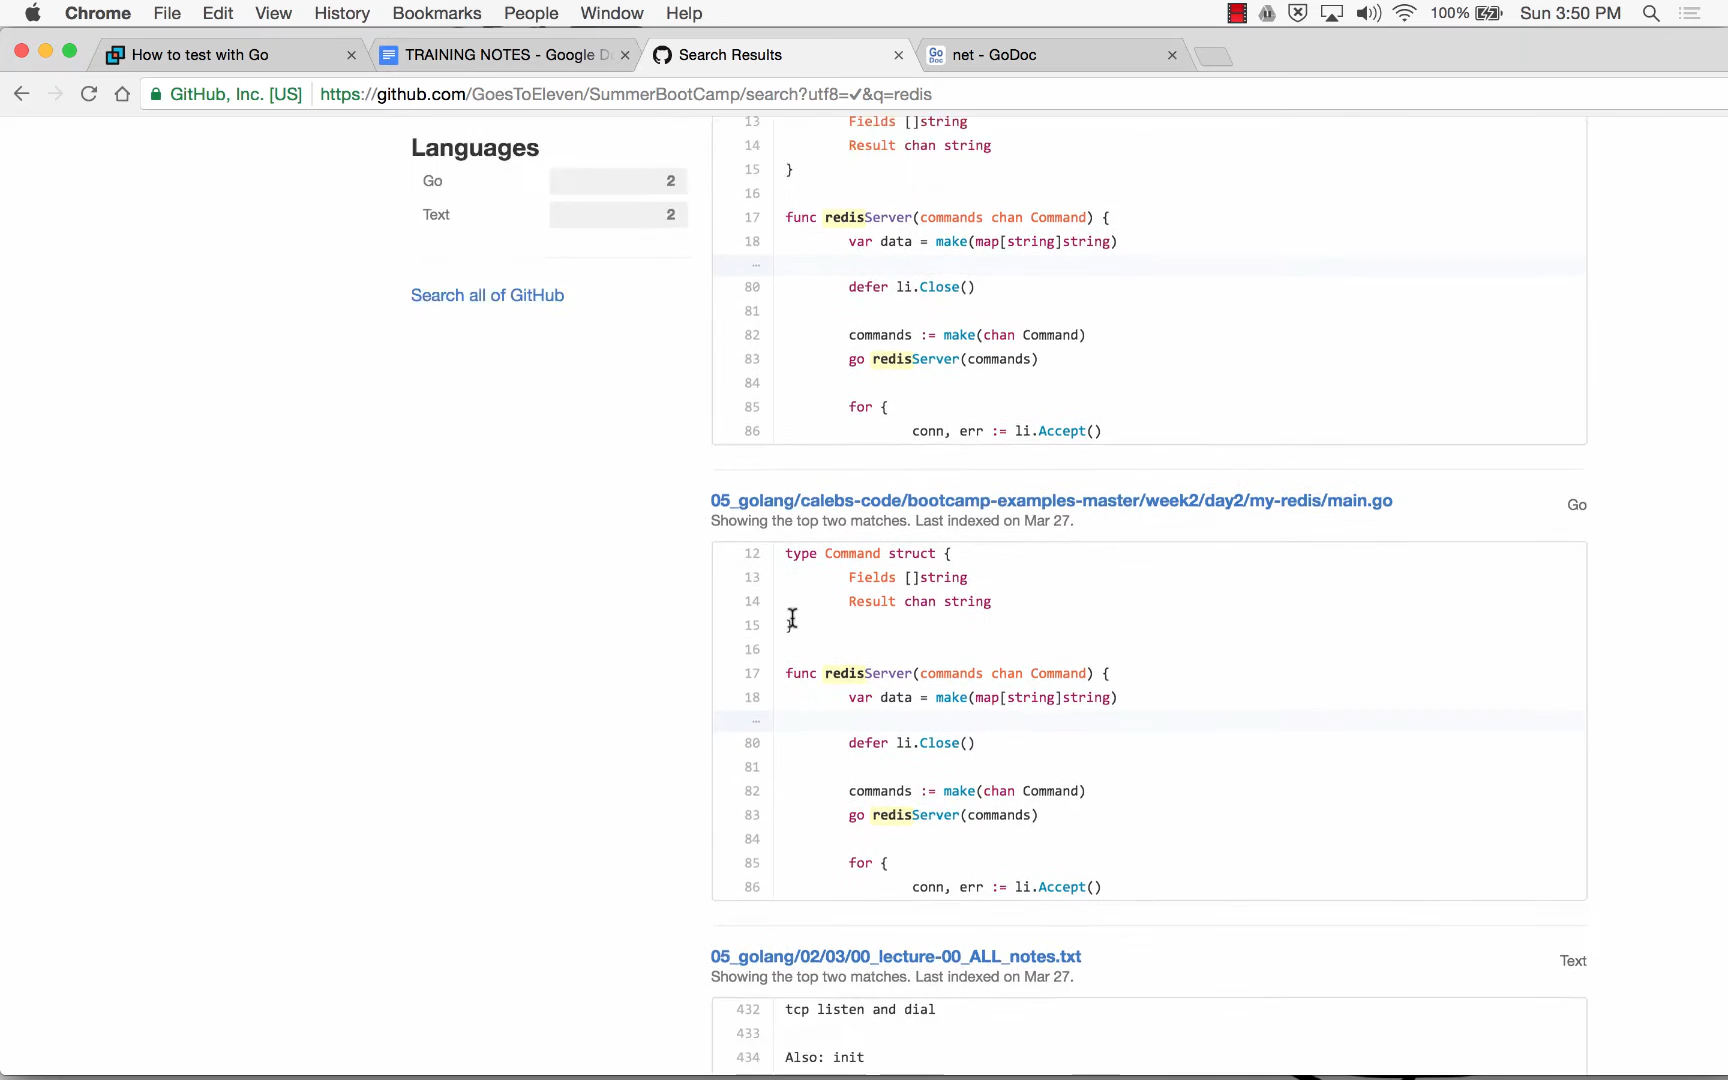 Chrome File Edit View History Bookmarks People Window Help 100% Sun 3:50 PM
How to test with Go
TRAINING NOTES - Google D
Search Results
net - GoDoc
GitHub, Inc. [US] https://github.com/GoesToEleven/SummerBootCamp/search?utf8=✓&q=redis
Languages
Go 2
Text 2
Search all of GitHub
13 Fields []string
14 Result chan string
15 }
16
17 func redisServer(commands chan Command) {
18 var data = make(map[string]string)
…
80 defer li.Close()
81
82 commands := make(chan Command)
83 go redisServer(commands)
84
85 for {
86 conn, err := li.Accept()
05_golang/calebs-code/bootcamp-examples-master/week2/day2/my-redis/main.go
Go
Showing the top two matches. Last indexed on Mar 27.
12 type Command struct {
13 Fields []string
14 Result chan string
15 }
16
17 func redisServer(commands chan Command) {
18 var data = make(map[string]string)
…
80 defer li.Close()
81
82 commands := make(chan Command)
83 go redisServer(commands)
84
85 for {
86 conn, err := li.Accept()
05_golang/02/03/00_lecture-00_ALL_notes.txt
Text
Showing the top two matches. Last indexed on Mar 27.
432 tcp listen and dial
433
434 Also: init